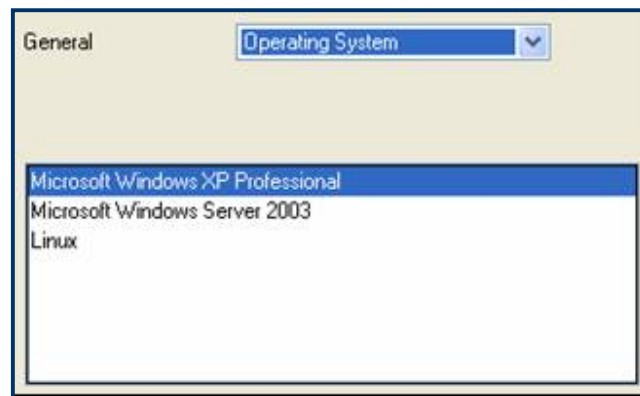 General Operating System
Microsoft Windows XP Professional
Microsoft Windows Server 2003
Linux